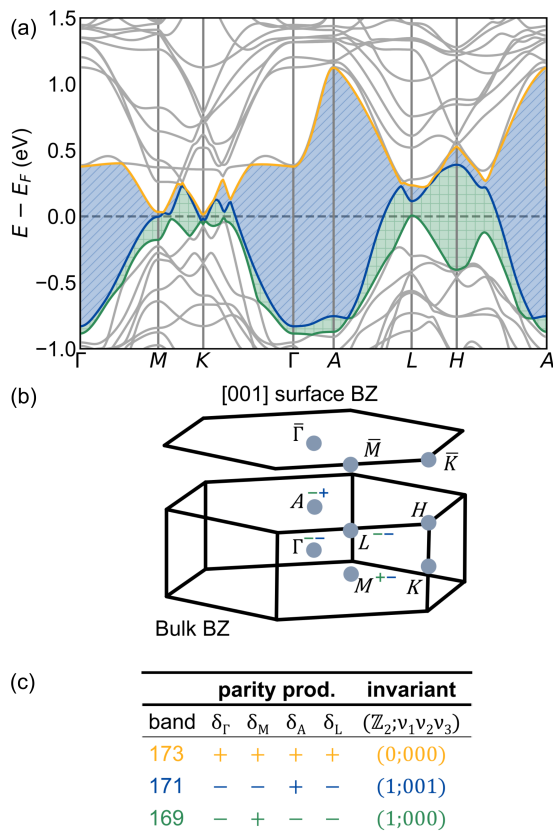 (a)
1.5
1.0
0.5
0.0
−0.5
−1.0
E − E_F (eV)
Γ M K Γ A L H A
(b)
[001] surface BZ
Γ̅
M̅
K̅
A −+
H
Γ −−
L −−
M +−
K
Bulk BZ
(c)
parity prod. invariant
band δ_Γ δ_M δ_A δ_L (ℤ₂;ν₁ν₂ν₃)
173 + + + + (0;000)
171 − − + − (1;001)
169 − + − − (1;000)